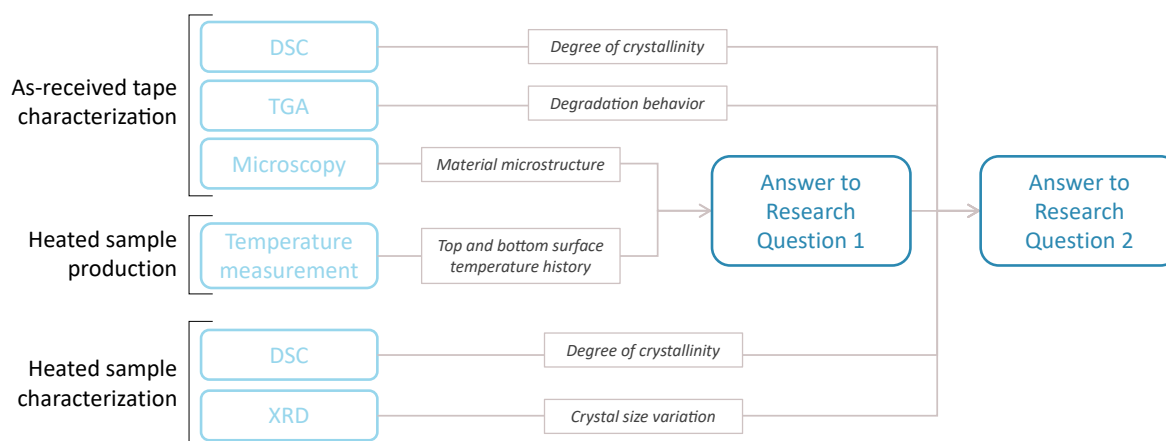 As-received tape
characterization
DSC
Degree of crystallinity
TGA
Degradation behavior
Microscopy
Material microstructure
Heated sample
production
Temperature
measurement
Top and bottom surface
temperature history
Answer to
Research
Question 1
Answer to
Research
Question 2
Heated sample
characterization
DSC
Degree of crystallinity
XRD
Crystal size variation